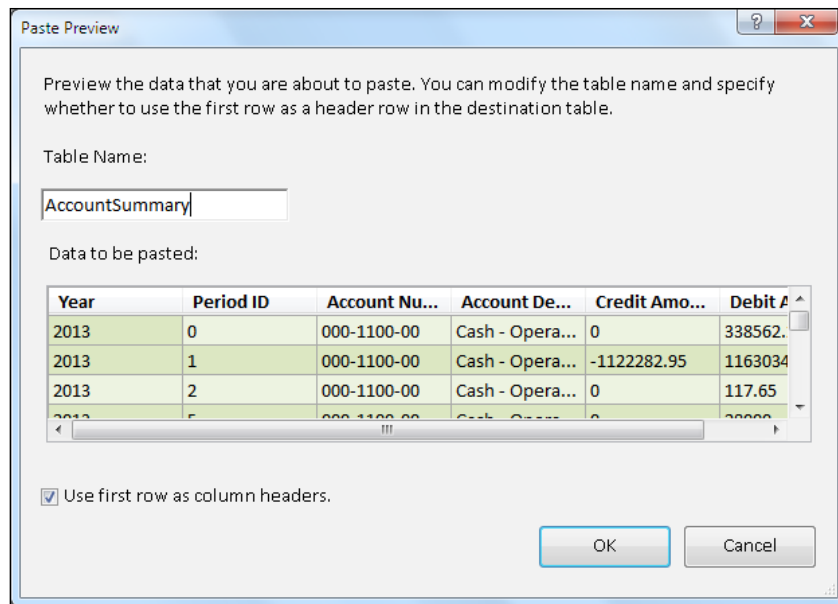 Paste Preview
Preview the data that you are about to paste. You can modify the table name and specify
whether to use the first row as a header row in the destination table.
Table Name:
AccountSummary
Data to be pasted:
Year Period ID Account Nu... Account De... Credit Amo... Debit A
2013 0 000-1100-00 Cash - Opera... 0 338562.
2013 1 000-1100-00 Cash - Opera... -1122282.95 1163034
2013 2 000-1100-00 Cash - Opera... 0 117.65
Use first row as column headers.
OK Cancel